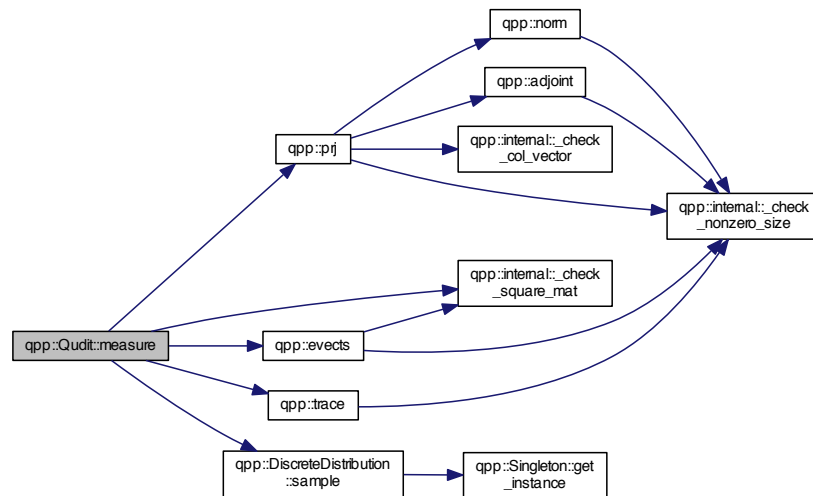 qpp::norm
qpp::adjoint
qpp::prj
qpp::internal::_check
_col_vector
qpp::internal::_check
_nonzero_size
qpp::internal::_check
_square_mat
qpp::Qudit::measure
qpp::evects
qpp::trace
qpp::DiscreteDistribution
::sample
qpp::Singleton::get
_instance